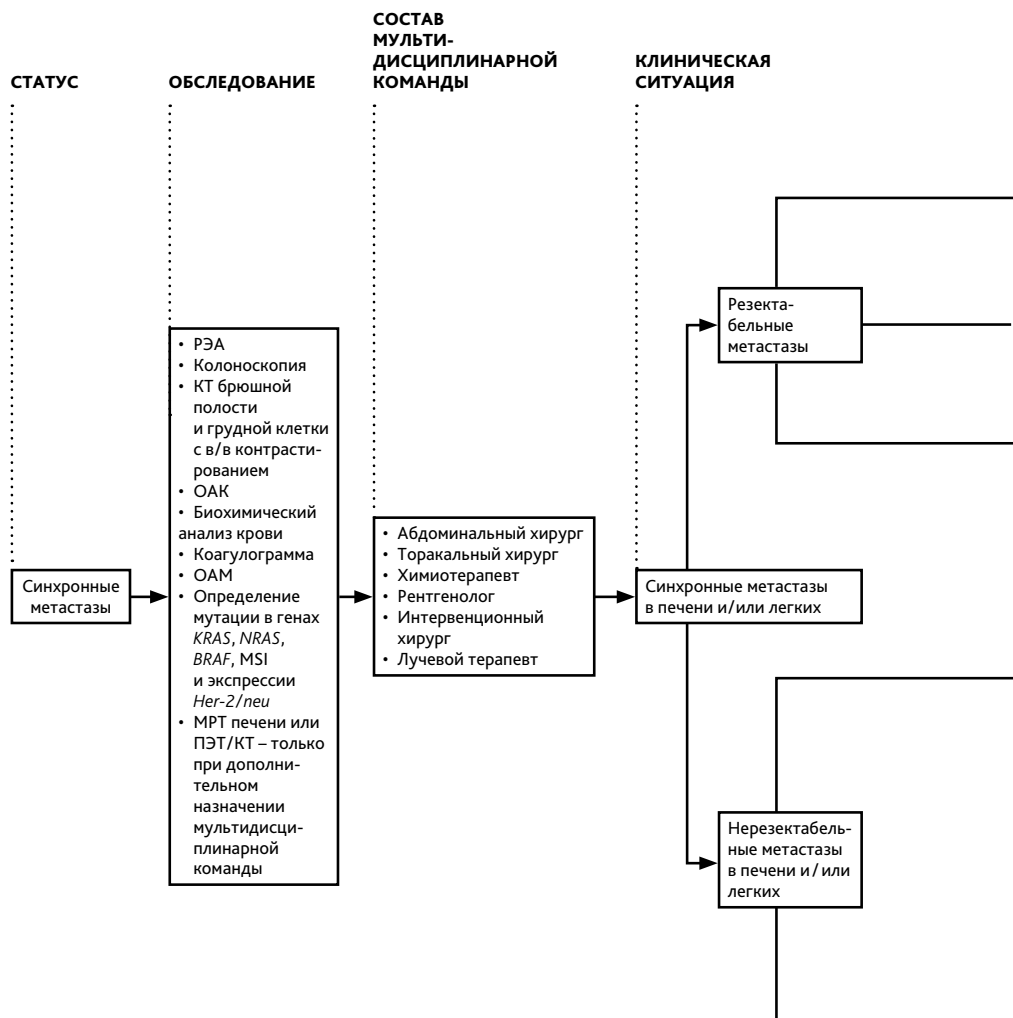 СТАТУС
ОБСЛЕДОВАНИЕ
СОСТАВ
МУЛЬТИ-
ДИСЦИПЛИНАРНОЙ
КОМАНДЫ
КЛИНИЧЕСКАЯ
СИТУАЦИЯ
Синхронные
метастазы
• РЭА
• Колоноскопия
• КТ брюшной
полости
и грудной клетки
с в/в контрасти-
рованием
• ОАК
• Биохимический
анализ крови
• Коагулограмма
• ОАМ
• Определение
мутации в генах
KRAS, NRAS,
BRAF, MSI
и экспрессии
Her-2/neu
• МРТ печени или
ПЭТ/КТ – только
при дополни-
тельном
назначении
мультидисци-
плинарной
команды
• Абдоминальный хирург
• Торакальный хирург
• Химиотерапевт
• Рентгенолог
• Интервенционный
хирург
• Лучевой терапевт
Синхронные метастазы
в печени и/или легких
Резекта-
бельные
метастазы
Нерезектабель-
ные метастазы
в печени и/или
легких